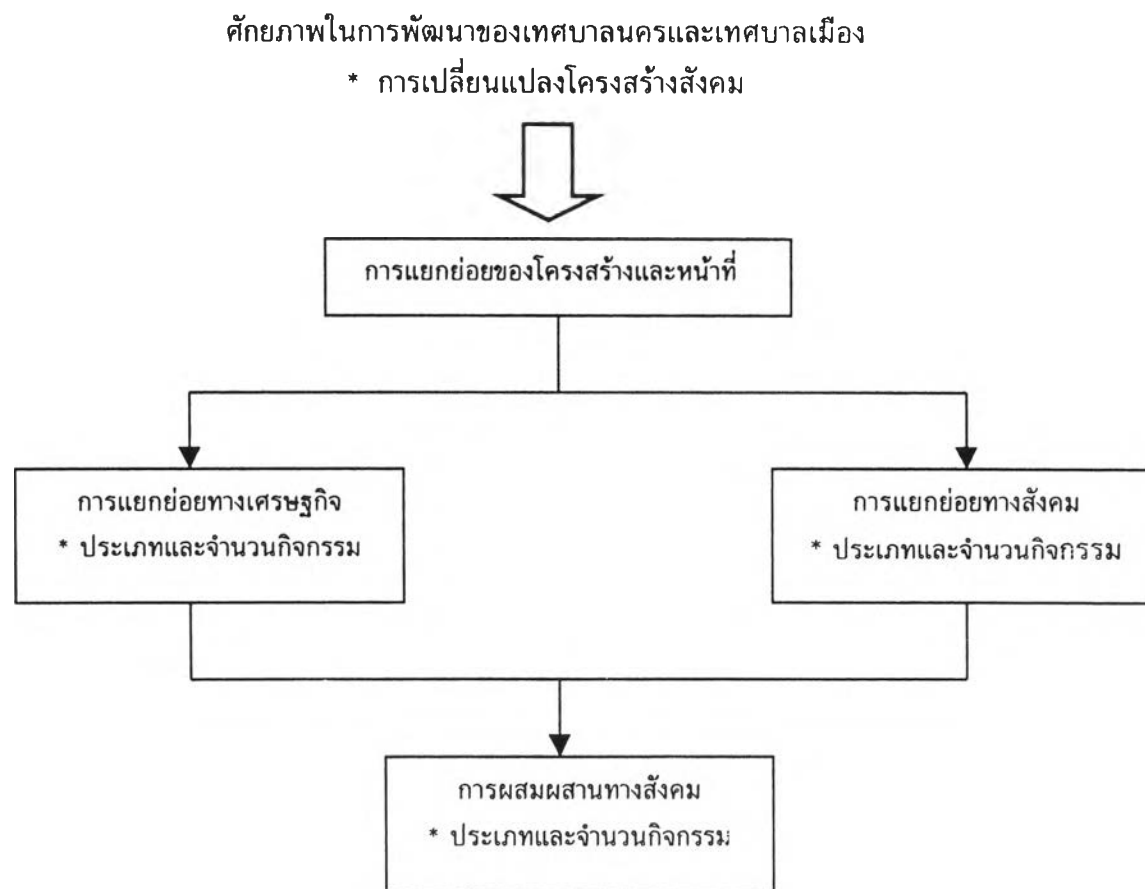 ศักยภาพในการพัฒนาของเทศบาลนครและเทศบาลเมือง
* การเปลี่ยนแปลงโครงสร้างสังคม
การแยกย่อยของโครงสร้างและหน้าที่
การแยกย่อยทางเศรษฐกิจ
* ประเภทและจำนวนกิจกรรม
การแยกย่อยทางสังคม
* ประเภทและจำนวนกิจกรรม
การผสมผสานทางสังคม
* ประเภทและจำนวนกิจกรรม